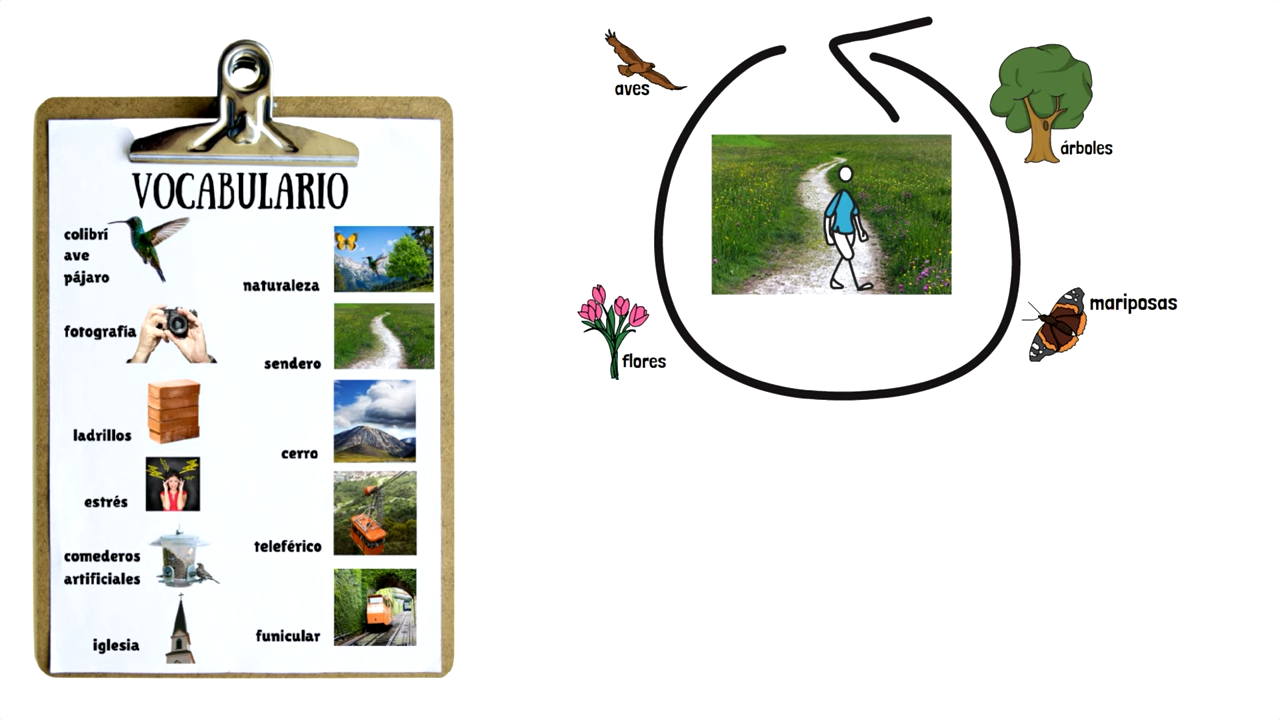 VOCABULARIO
colibrí
ave
pájaro
fotografía
ladrillos
estrés
comederos
artificiales
iglesia
naturaleza
sendero
cerro
teleférico
funicular
aves
árboles
flores
mariposas